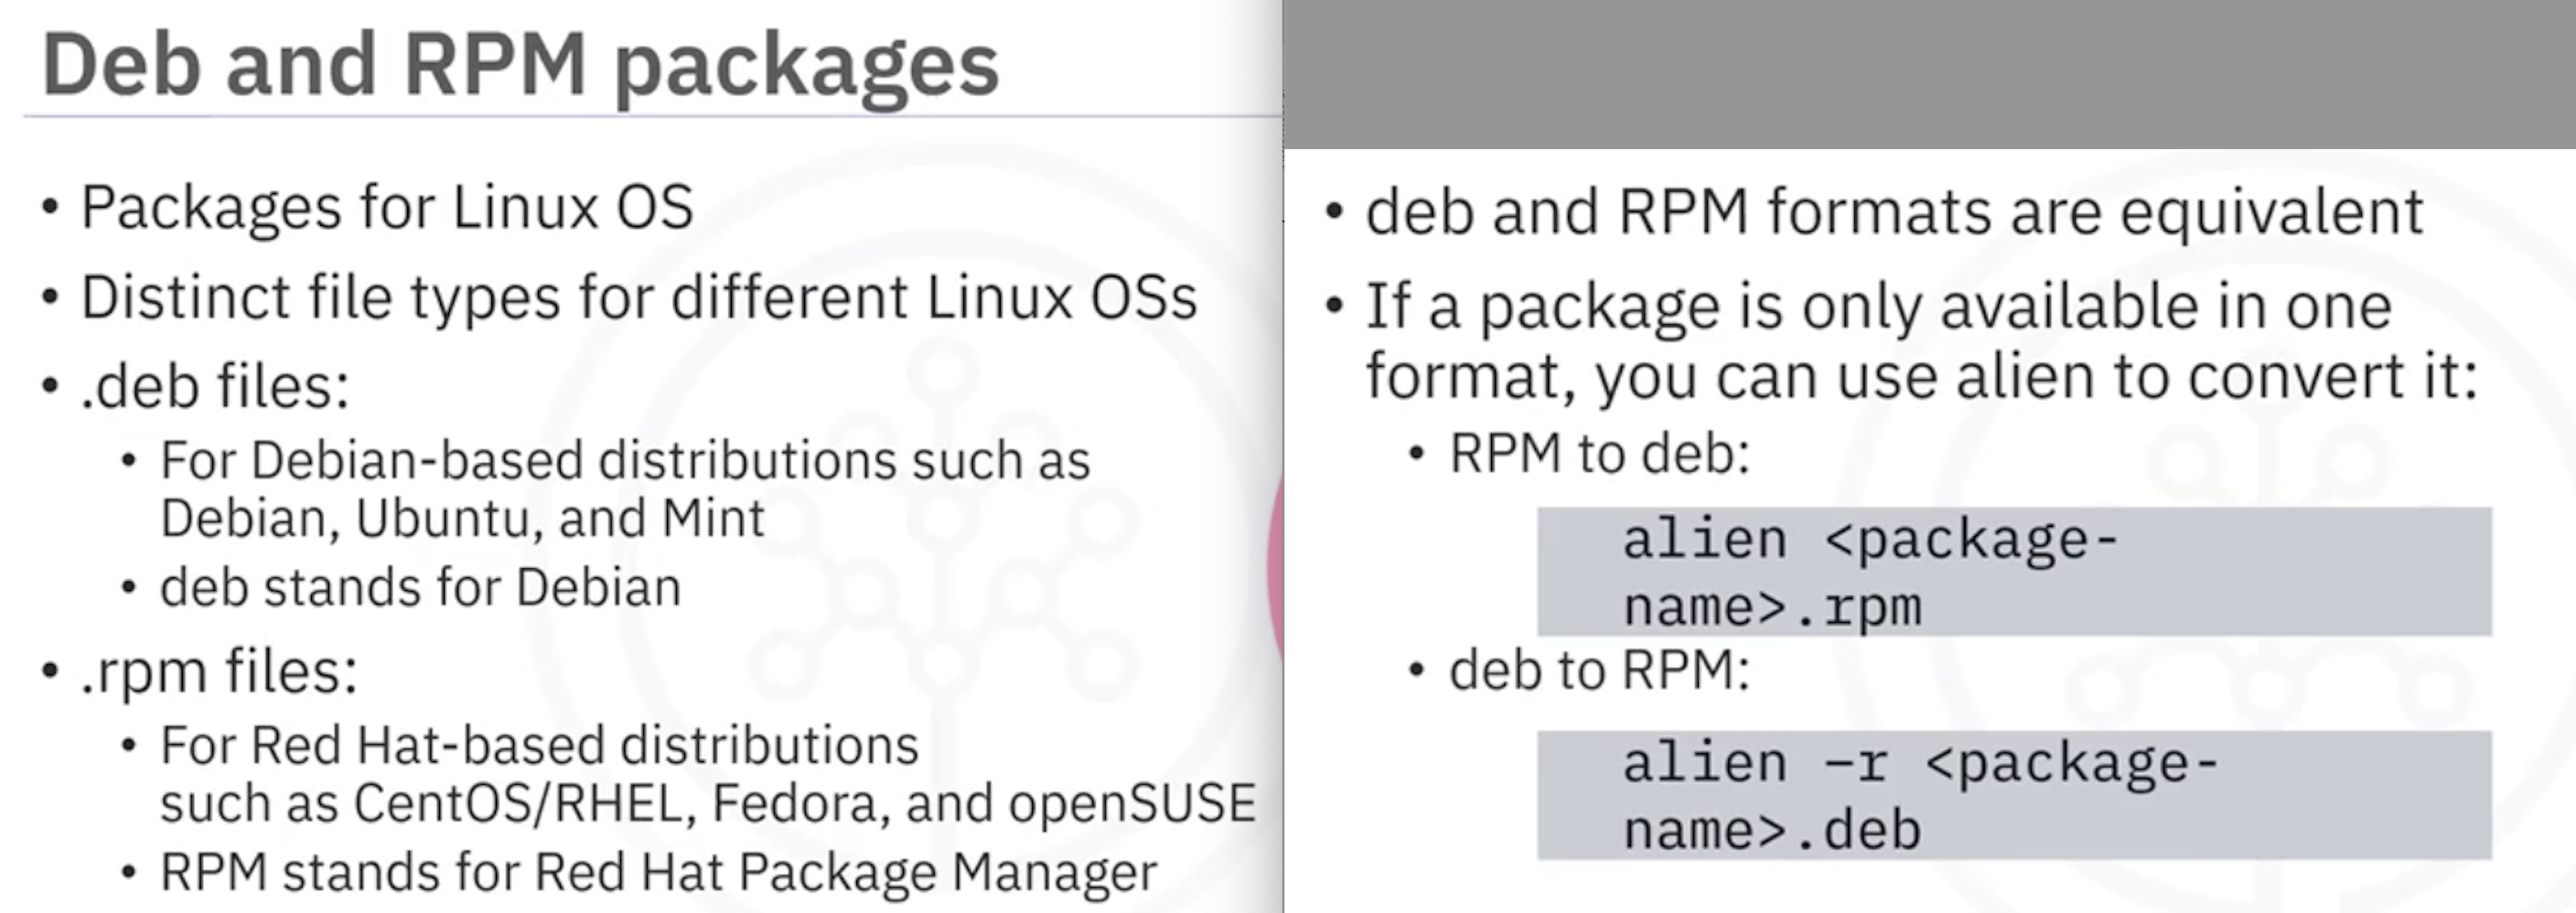 Deb and RPM packages
• Packages for Linux OS
• Distinct file types for different Linux OSs
• .deb files:
• For Debian-based distributions such as
Debian, Ubuntu, and Mint
• deb stands for Debian
• .rpm files:
• For Red Hat-based distributions
such as CentOS/RHEL, Fedora, and openSUSE
• RPM stands for Red Hat Package Manager
• deb and RPM formats are equivalent
• If a package is only available in one
format, you can use alien to convert it:
• RPM to deb:
alien <package-
name>.rpm
• deb to RPM:
alien –r <package-
name>.deb